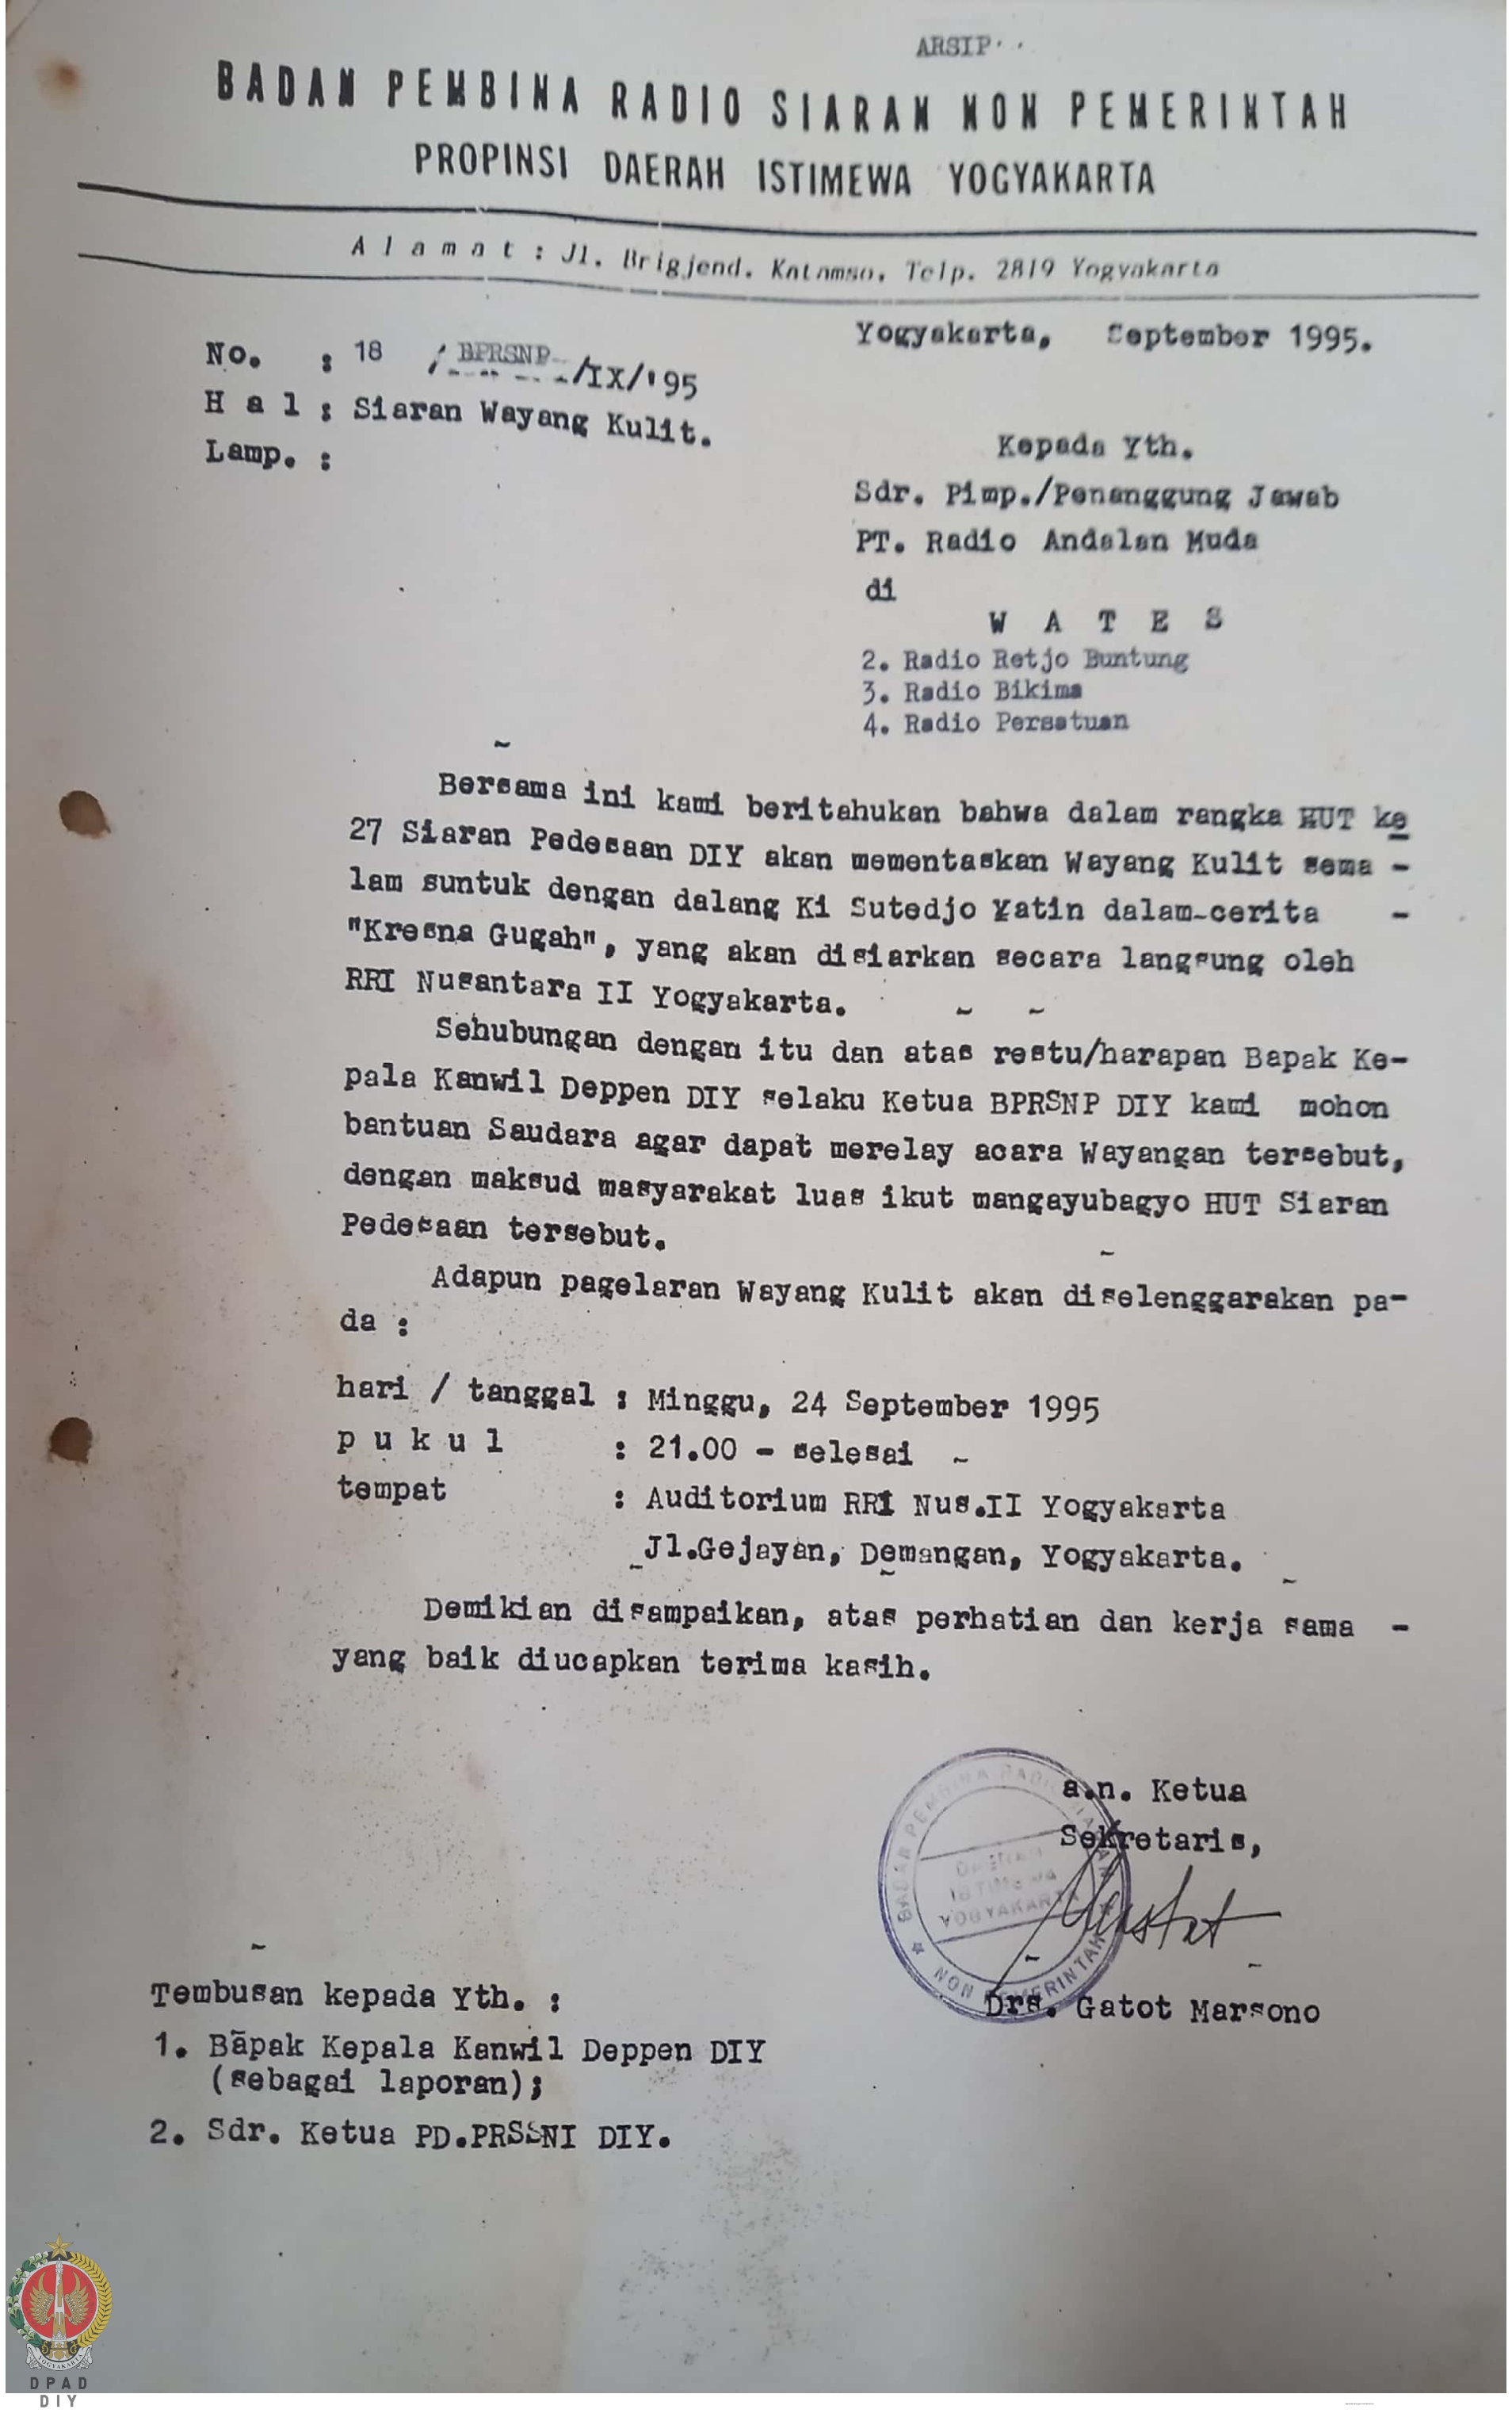 ARSIP
BADAN PEMBINA RADIO SIARAN NON PEMERINTAH
PROPINSI DAERAH ISTIMEWA YOGYAKARTA
Alamat : Jl. Brigjend. Katamso. Telp. 2819 Yogyakarta
Yogyakarta, September 1995.
No. : 18 / BPRSNP /IX/'95
H a l : Siaran Wayang Kulit.
Lamp. :
Kepada Yth.
Sdr. Pimp./Penanggung Jawab
PT. Radio Andalan Muda
di
W A T E S
2. Radio Retjo Buntung
3. Radio Bikima
4. Radio Persatuan
Bersama ini kami beritahukan bahwa dalam rangka HUT ke
27 Siaran Pedesaan DIY akan mementaskan Wayang Kulit sema -
lam suntuk dengan dalang Ki Sutedjo Yatin dalam cerita -
"Kresna Gugah", yang akan disiarkan secara langsung oleh
RRI Nusantara II Yogyakarta.
Sehubungan dengan itu dan atas restu/harapan Bapak Ke-
pala Kanwil Deppen DIY selaku Ketua BPRSNP DIY kami mohon
bantuan Saudara agar dapat merelay acara Wayangan tersebut,
dengan maksud masyarakat luas ikut mangayubagyo HUT Siaran
Pedesaan tersebut.
Adapun pagelaran Wayang Kulit akan diselenggarakan pa-
da :
hari / tanggal : Minggu, 24 September 1995
p u k u l : 21.00 - selesai
tempat : Auditorium RRI Nus.II Yogyakarta
Jl.Gejayan, Demangan, Yogyakarta.
Demikian disampaikan, atas perhatian dan kerja sama -
yang baik diucapkan terima kasih.
a.n. Ketua
Sekretaris,
BADAN PEMBINA RADIO SIARAN
DAERAH
ISTIMEWA
YOGYAKARTA
NON PEMERINTAH
Drs. Gatot Marsono
Tembusan kepada Yth. :
1. Bapak Kepala Kanwil Deppen DIY
(sebagai laporan);
2. Sdr. Ketua PD.PRSSNI DIY.
YOGYAKARTA
DPAD
DIY